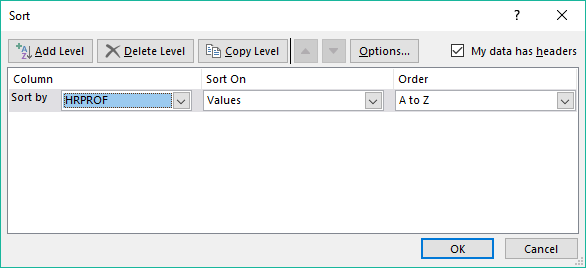 Sort
?
Add Level Delete Level Copy Level Options... My data has headers
Column Sort On Order
Sort by HRPROF Values A to Z
OK Cancel